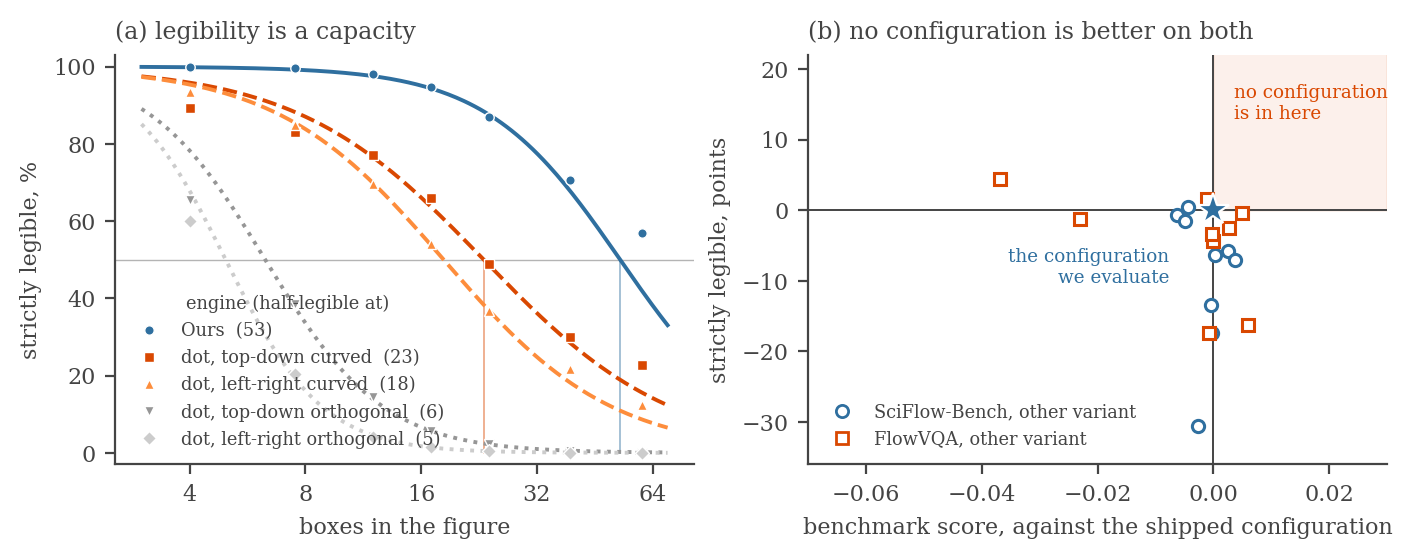 (a) legibility is a capacity
strictly legible, %
100
80
60
40
20
0
engine (half-legible at)
Ours (53)
dot, top-down curved (23)
dot, left-right curved (18)
dot, top-down orthogonal (6)
dot, left-right orthogonal (5)
4
8
16
32
64
boxes in the figure
(b) no configuration is better on both
strictly legible, points
20
10
0
−10
−20
−30
no configuration
is in here
the configuration
we evaluate
SciFlow-Bench, other variant
FlowVQA, other variant
−0.06
−0.04
−0.02
0.00
0.02
benchmark score, against the shipped configuration